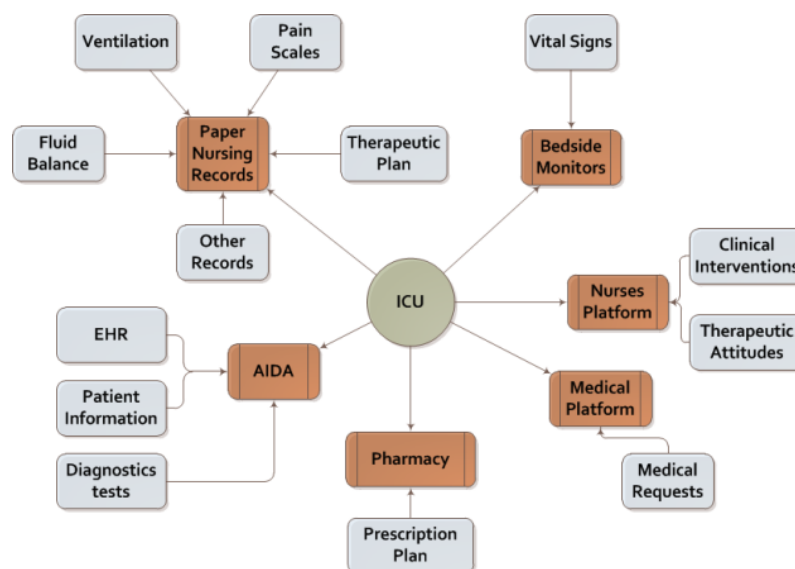 Ventilation
Pain
Scales
Vital Signs
Fluid
Balance
Paper
Nursing
Records
Therapeutic
Plan
Bedside
Monitors
Other
Records
Clinical
Interventions
ICU
Nurses
Platform
EHR
Therapeutic
Attitudes
AIDA
Patient
Information
Medical
Platform
Pharmacy
Diagnostics
tests
Medical
Requests
Prescription
Plan